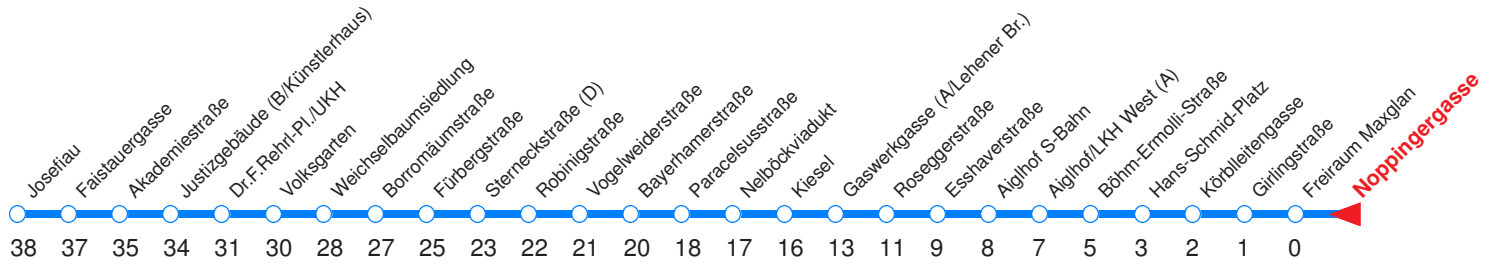 Josefiau
Faistauergasse
Akademiestraße
Justizgebäude (B/Künstlerhaus)
Dr.F.Rehrl-Pl./UKH
Volksgarten
Weichselbaumsiedlung
Borromäumstraße
Fürbergstraße
Sterneckstraße (D)
Robinigstraße
Vogelweiderstraße
Bayerhamerstraße
Paracelsusstraße
Nelböckviadukt
Kiesel
Gaswerkgasse (A/Lehener Br.)
Roseggerstraße
Esshaverstraße
Aiglhof S-Bahn
Aiglhof/LKH West (A)
Böhm-Ermolli-Straße
Hans-Schmid-Platz
Körblleitengasse
Girlingstraße
Freiraum Maxglan
Noppingergasse
38 37 35 34 31 30 28 27 25 23 22 21 20 18 17 16 13 11 9 8 7 5 3 2 1 0